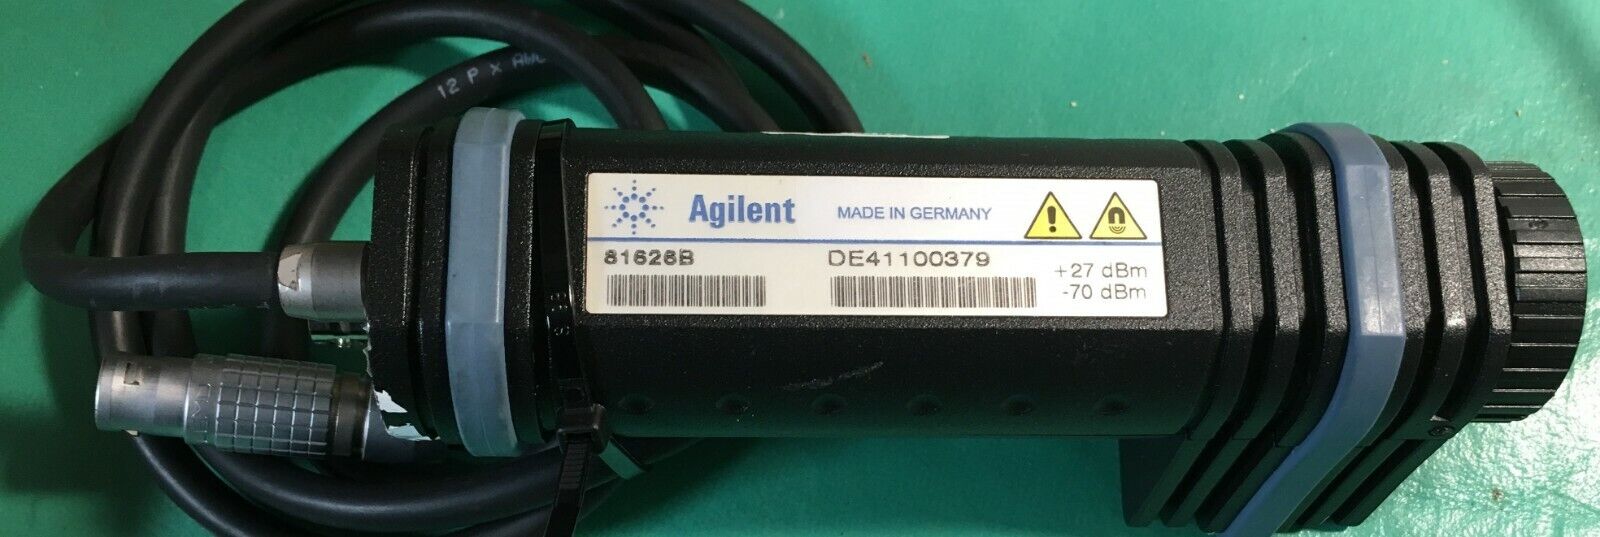 12 P X AWG
Agilent MADE IN GERMANY
81628B DE41100379
+27 dBm
-70 dBm